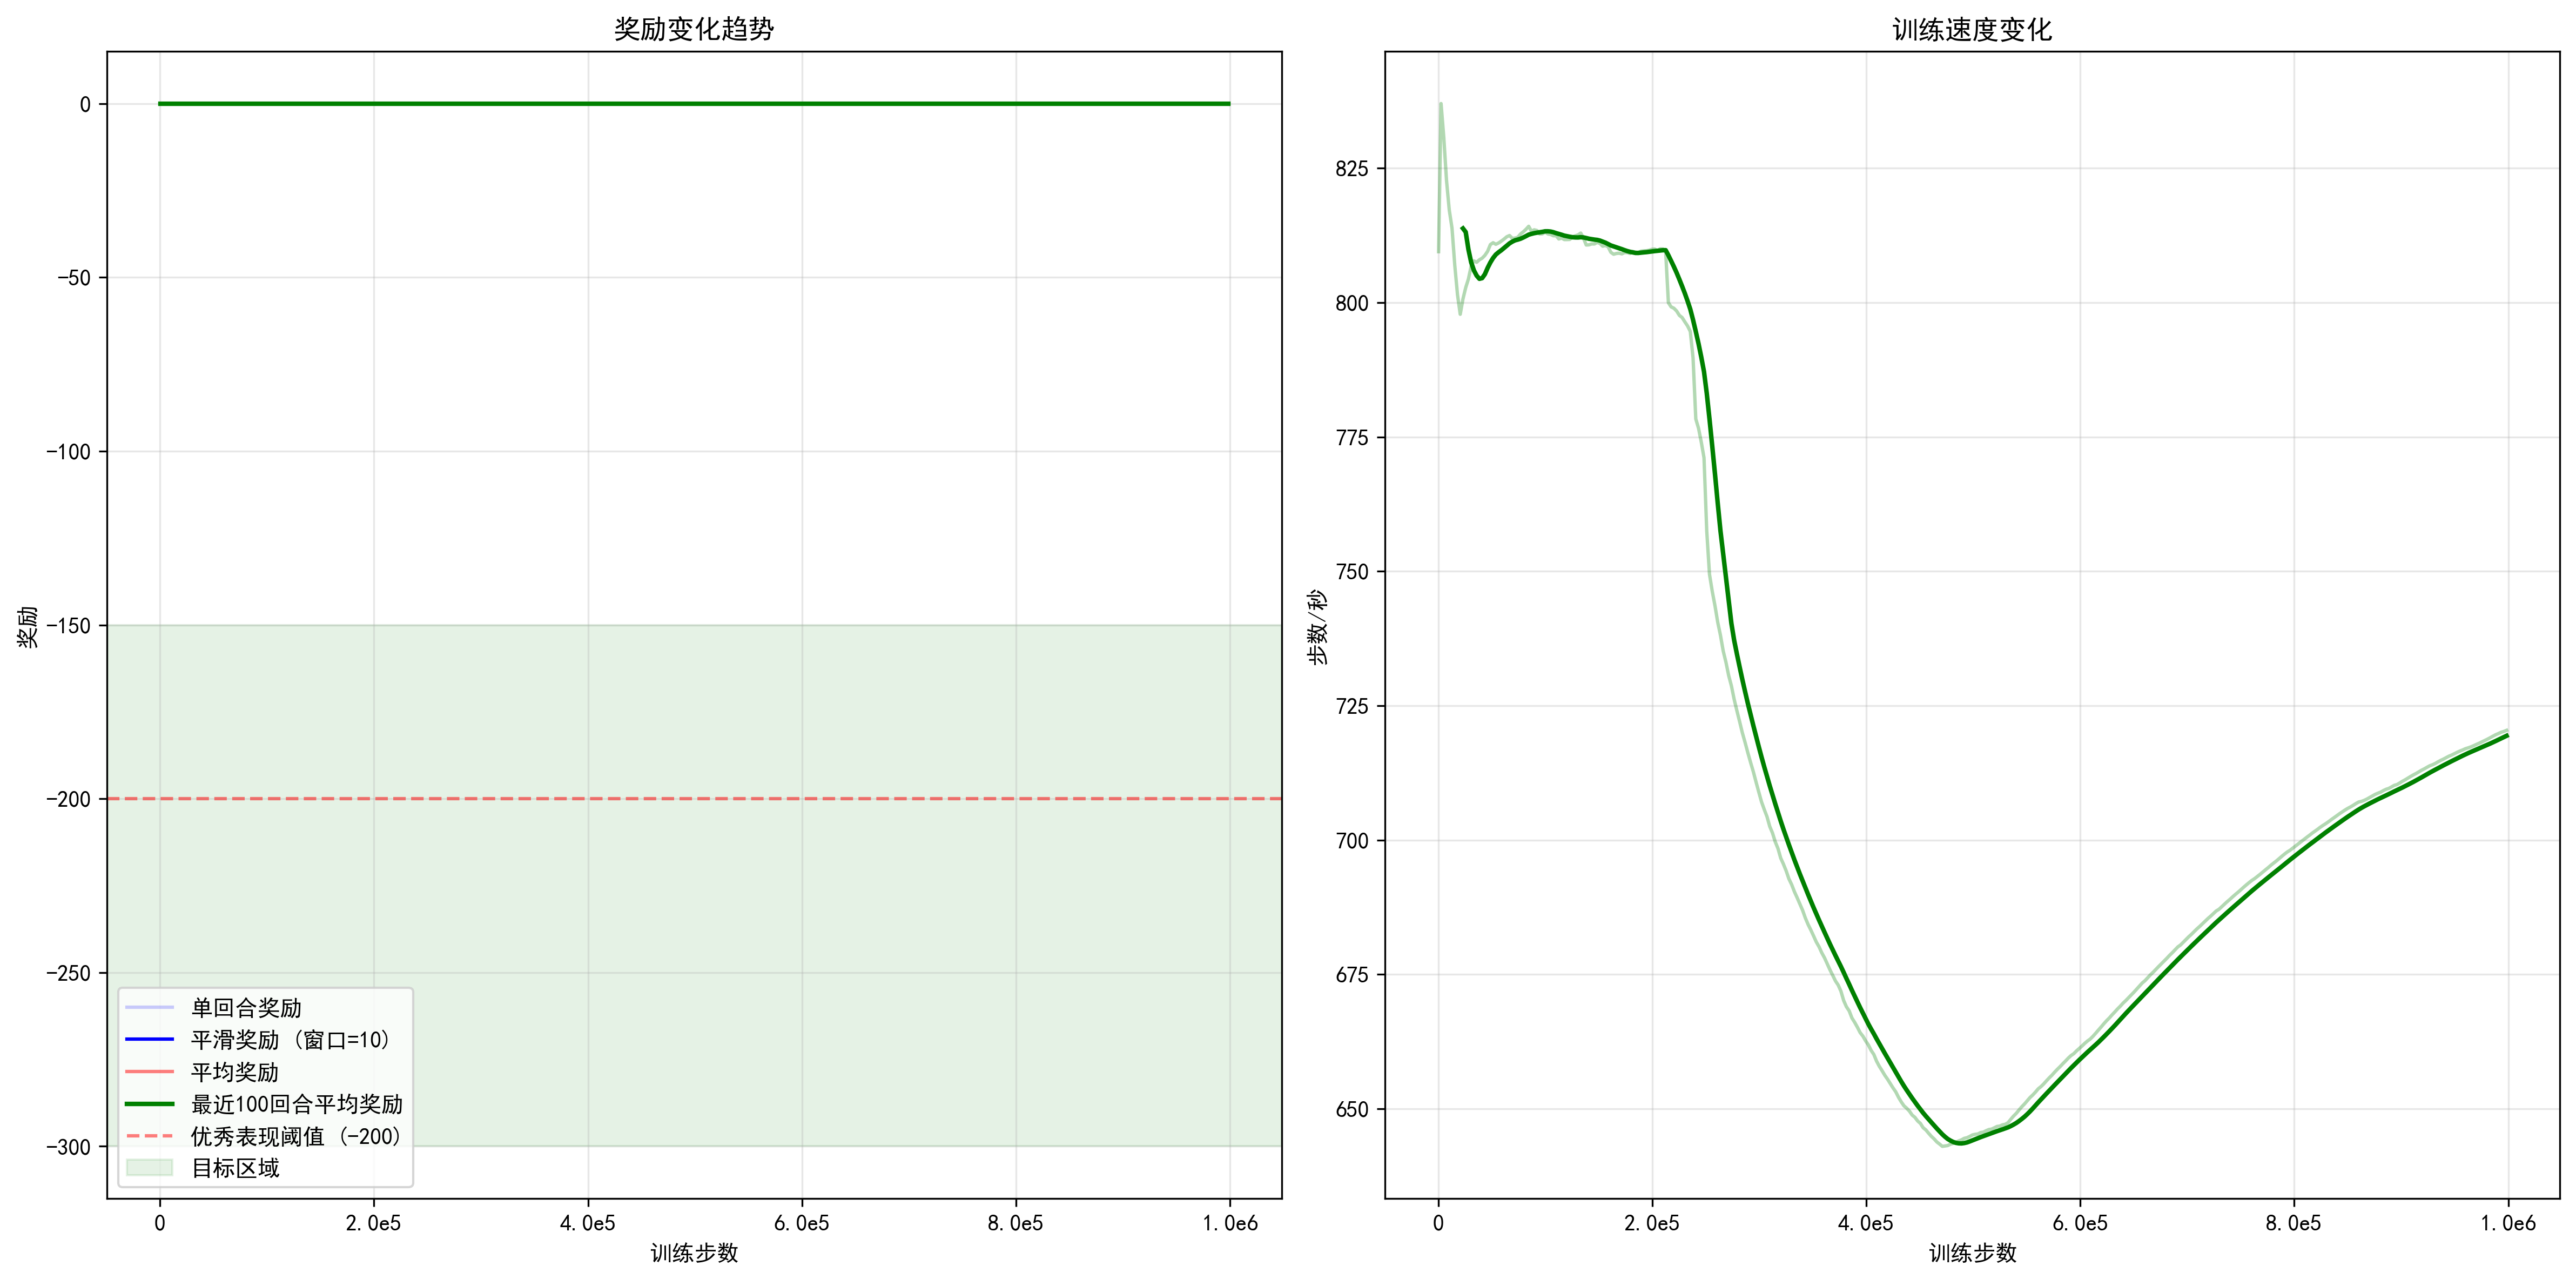 奖励变化趋势
0
−50
−100
−150
−200
−250
−300
奖励
单回合奖励
平滑奖励 (窗口=10)
平均奖励
最近100回合平均奖励
优秀表现阈值 (−200)
目标区域
0
2.0e5
4.0e5
6.0e5
8.0e5
1.0e6
训练步数
训练速度变化
825
800
775
750
725
700
675
650
步数/秒
0
2.0e5
4.0e5
6.0e5
8.0e5
1.0e6
训练步数